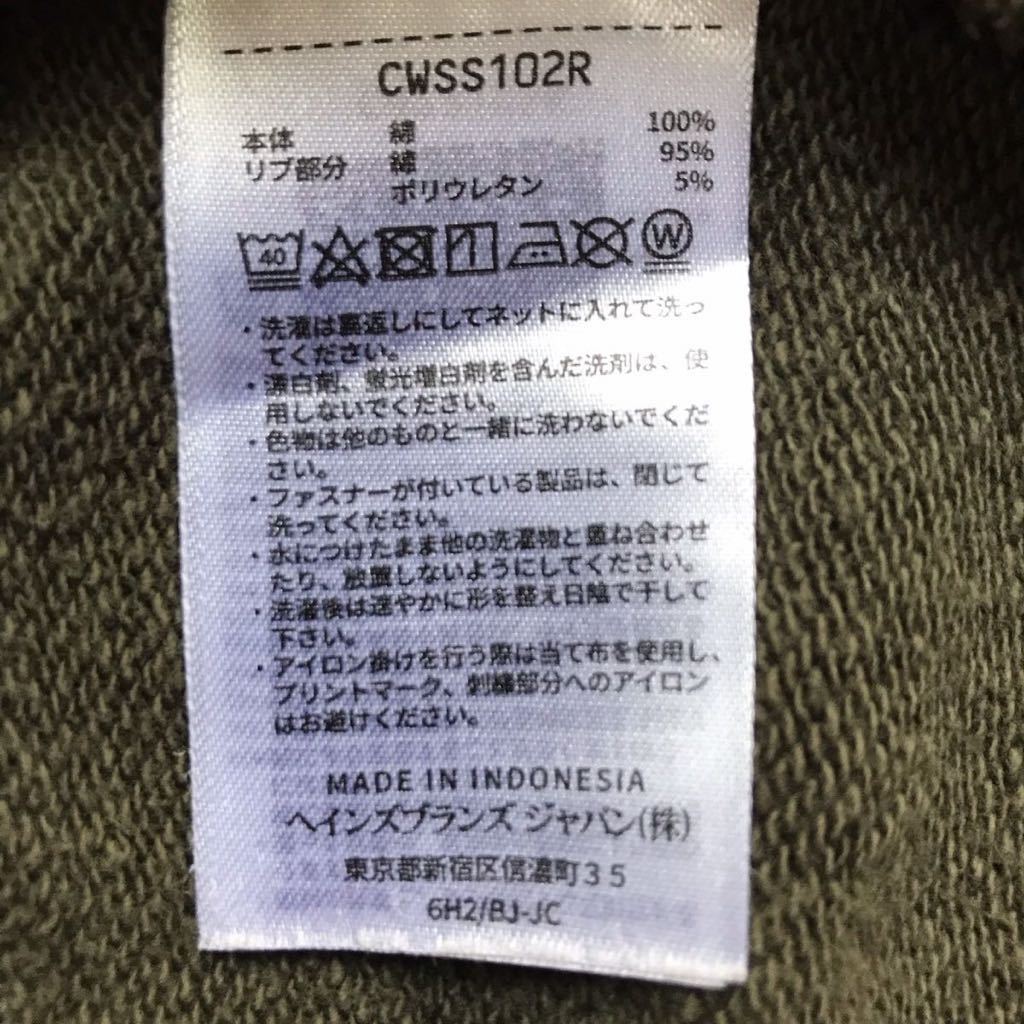 CWSS102R
本体 綿 100%
リブ部分 綿 95%
ポリウレタン 5%
40 W
・洗濯は裏返しにしてネットに入れて洗っ
てください。
・漂白剤、蛍光増白剤を含んだ洗剤は、使
用しないでください。
・色物は他のものと一緒に洗わないでくだ
さい。
・ファスナーが付いている製品は、閉じて
洗ってください。
・水につけたまま他の洗濯物と重ね合わせ
たり、放置しないようにしてください。
・洗濯後は速やかに形を整え日陰で干して
下さい。
・アイロン掛けを行う際は当て布を使用し、
プリントマーク、刺繍部分へのアイロン
はお避けください。
MADE IN INDONESIA
ヘインズブランズ ジャパン(株)
東京都新宿区信濃町35
6H2/BJ-JC